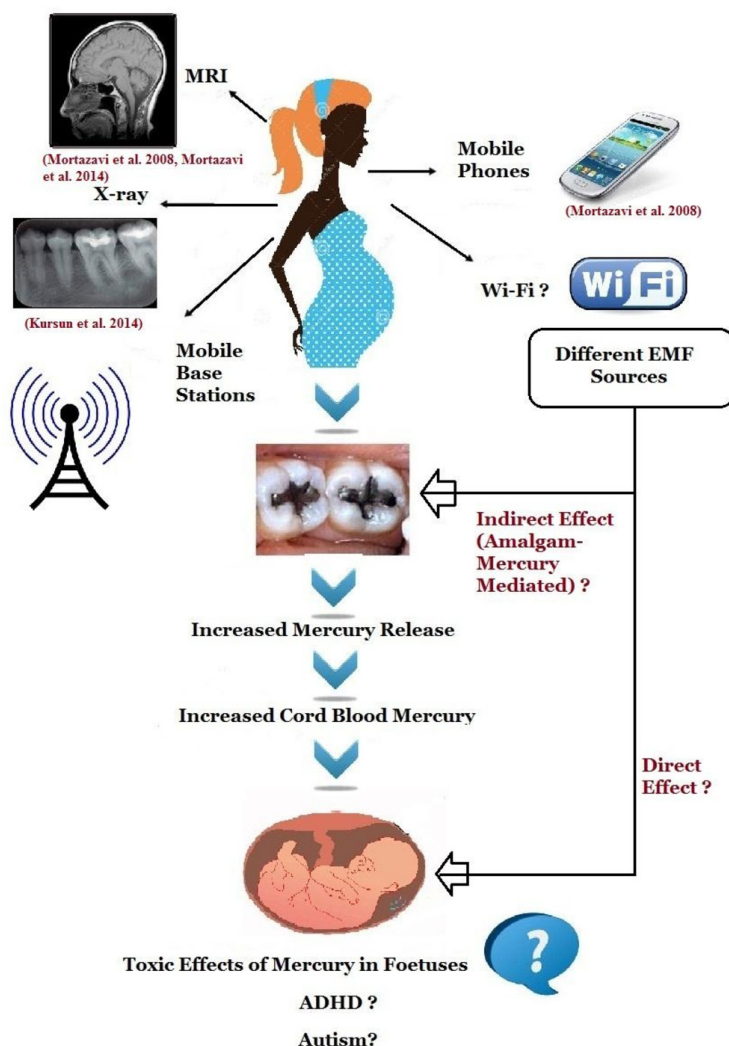 MRI
(Mortazavi et al. 2008, Mortazavi
et al. 2014)
X-ray
(Kursun et al. 2014)
Mobile
Base
Stations
Mobile
Phones
(Mortazavi et al. 2008)
Wi-Fi ?
Wi Fi
Different EMF
Sources
Indirect Effect
(Amalgam-
Mercury
Mediated) ?
Increased Mercury Release
Increased Cord Blood Mercury
Direct
Effect ?
?
Toxic Effects of Mercury in Foetuses
ADHD ?
Autism?